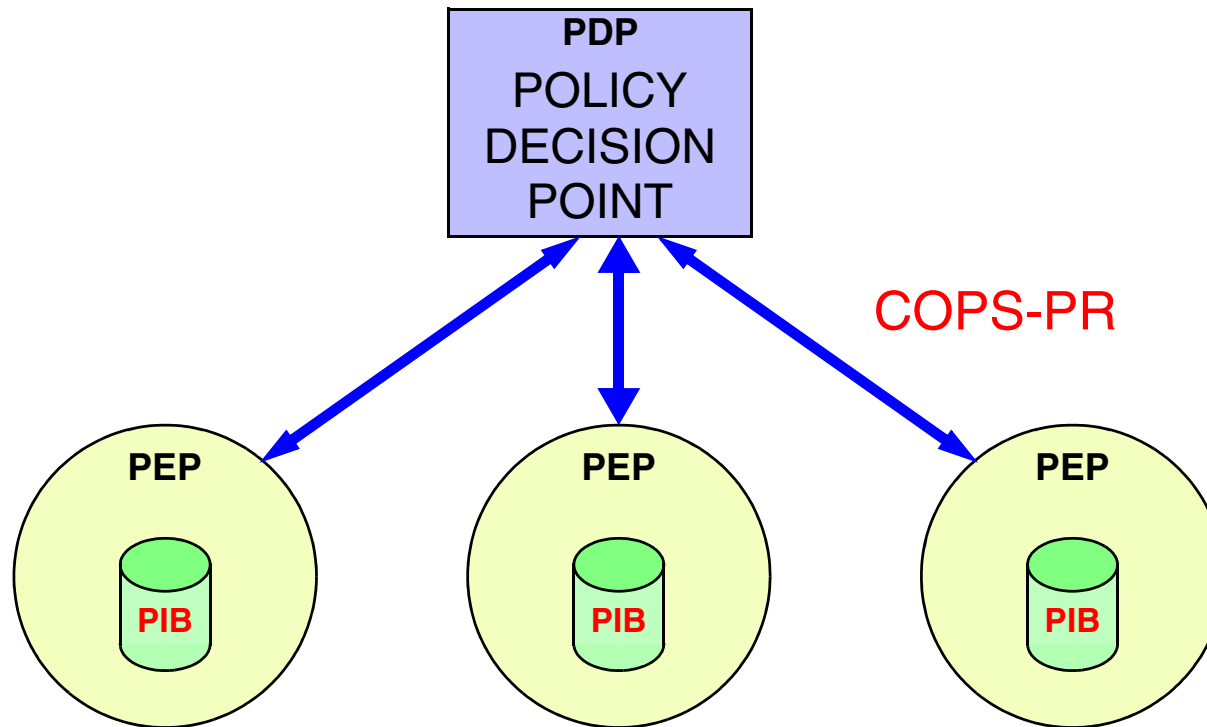 PDP
POLICY
DECISION
POINT
COPS-PR
PEP
PEP
PEP
PIB
PIB
PIB